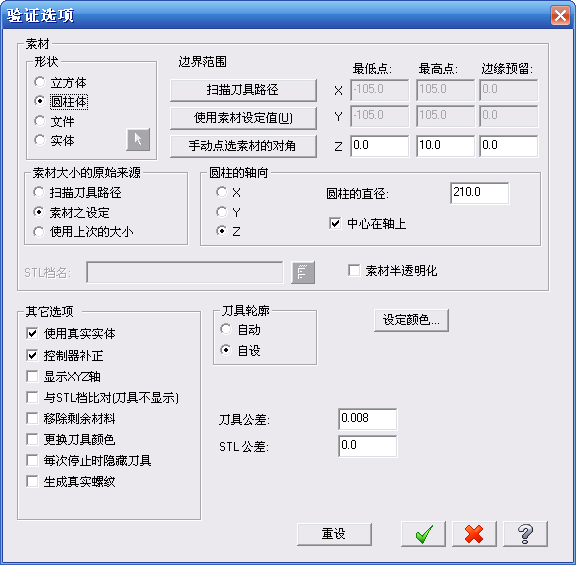 验证选项
素材
形状
立方体
圆柱体
文件
实体
边界范围
扫描刀具路径
使用素材设定值(U)
手动点选素材的对角
最低点: 最高点: 边缘预留:
X -105.0 105.0 0.0
Y -105.0 105.0 0.0
Z 0.0 10.0 0.0
素材大小的原始来源
扫描刀具路径
素材之设定
使用上次的大小
圆柱的轴向
X
Y
Z
圆柱的直径: 210.0
中心在轴上
STL档名:
素材半透明化
其它选项
使用真实实体
控制器补正
显示XYZ轴
与STL档比对(刀具不显示)
移除剩余材料
更换刀具颜色
每次停止时隐藏刀具
生成真实螺纹
刀具轮廓
自动
自设
设定颜色...
刀具公差: 0.008
STL 公差: 0.0
重设
?